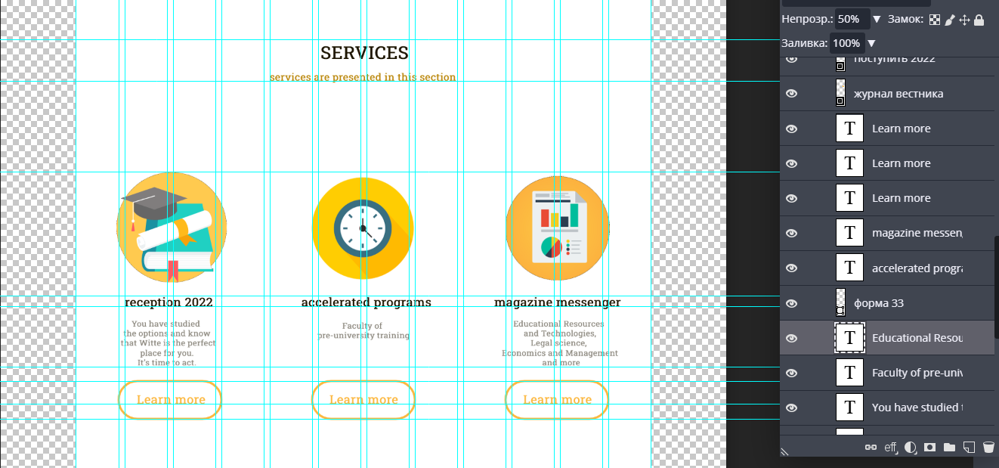 Непрозр.: 50% Замок:
Заливка: 100%
поступить 2022
журнал вестника
Learn more
Learn more
Learn more
magazine messen
accelerated progra
форма 33
Educational Resou
Faculty of pre-univ
You have studied t
eff
SERVICES
services are presented in this section
reception 2022
You have studied
the options and know
that Witte is the perfect
place for you.
It's time to act.
Learn more
accelerated programs
Faculty of
pre-university training
Learn more
magazine messenger
Educational Resources
and Technologies,
Legal science,
Economics and Management
and more
Learn more